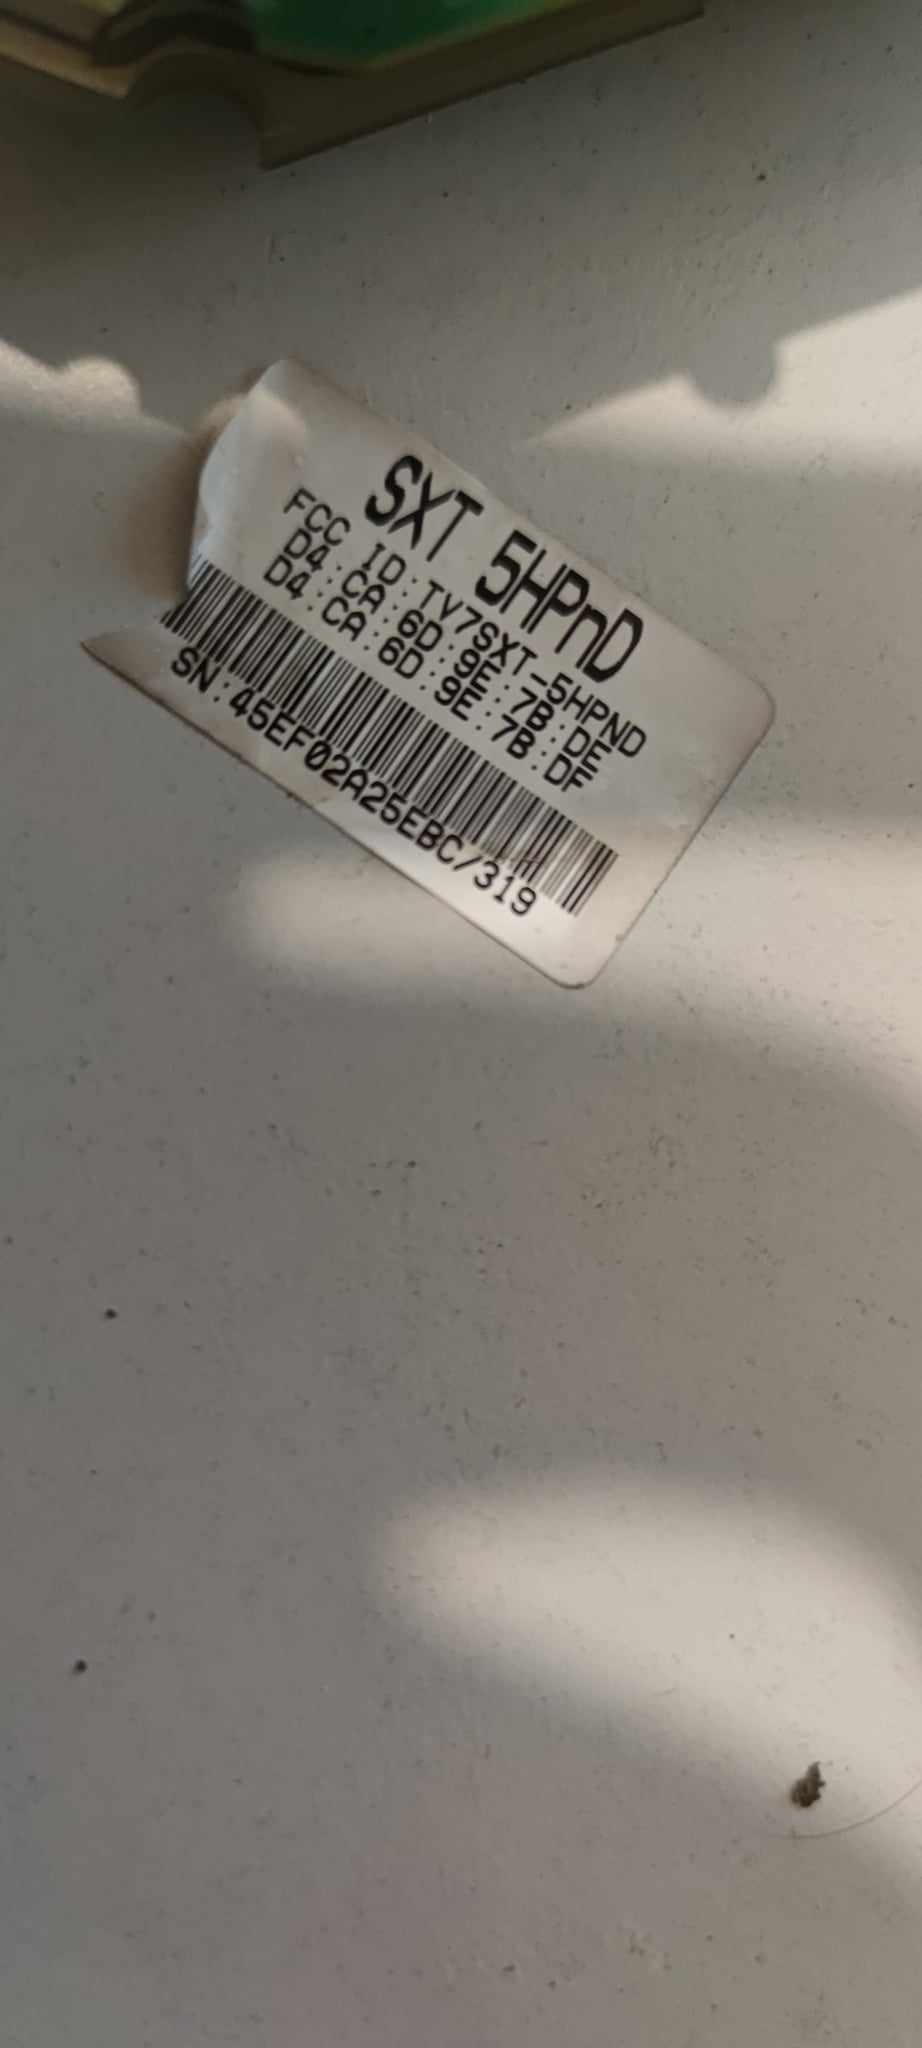 SXT 5HPnD
FCC ID:TV7SXT-5HPND
D4:CA:6D:9E:7B:DE
D4:CA:6D:9E:7B:DF
SN:45EF02A25EBC/319